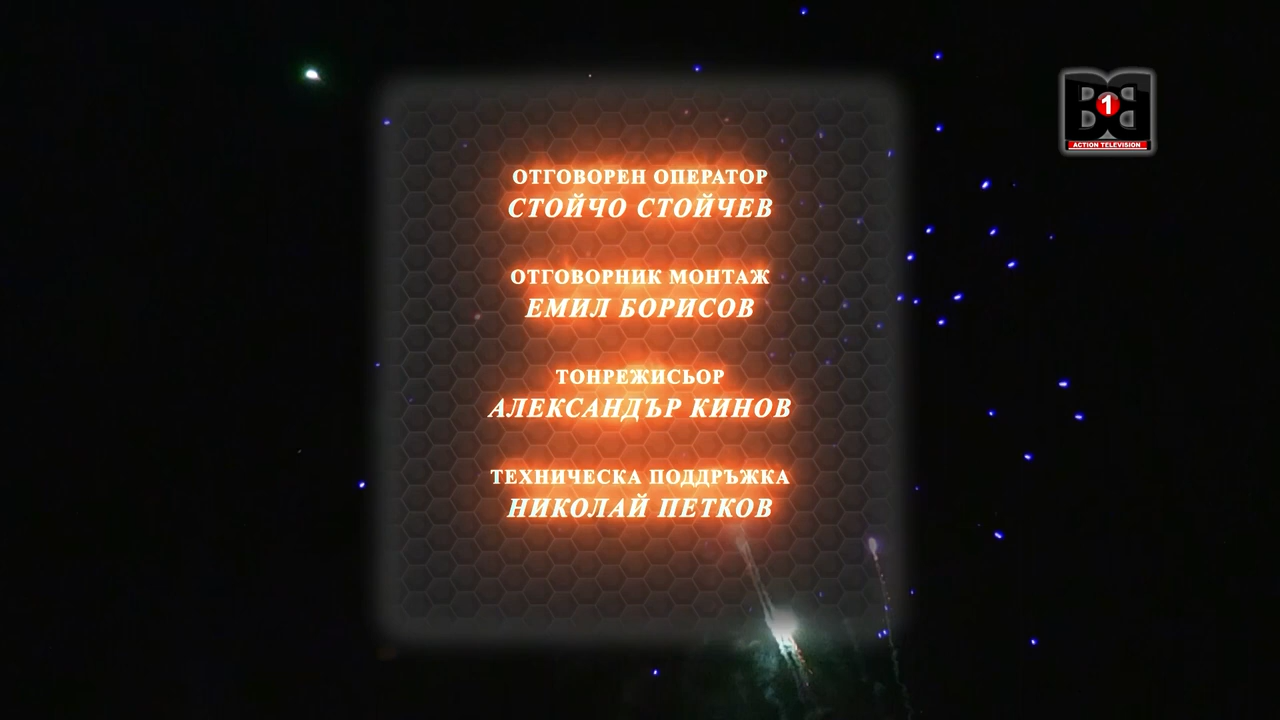 1
ACTION TELEVISION
ОТГОВОРЕН ОПЕРАТОР
СТОЙЧО СТОЙЧЕВ
ОТГОВОРНИК МОНТАЖ
ЕМИЛ БОРИСОВ
ТОНРЕЖИСЬОР
АЛЕКСАНДЪР КИНОВ
ТЕХНИЧЕСКА ПОДДРЪЖКА
НИКОЛАЙ ПЕТКОВ